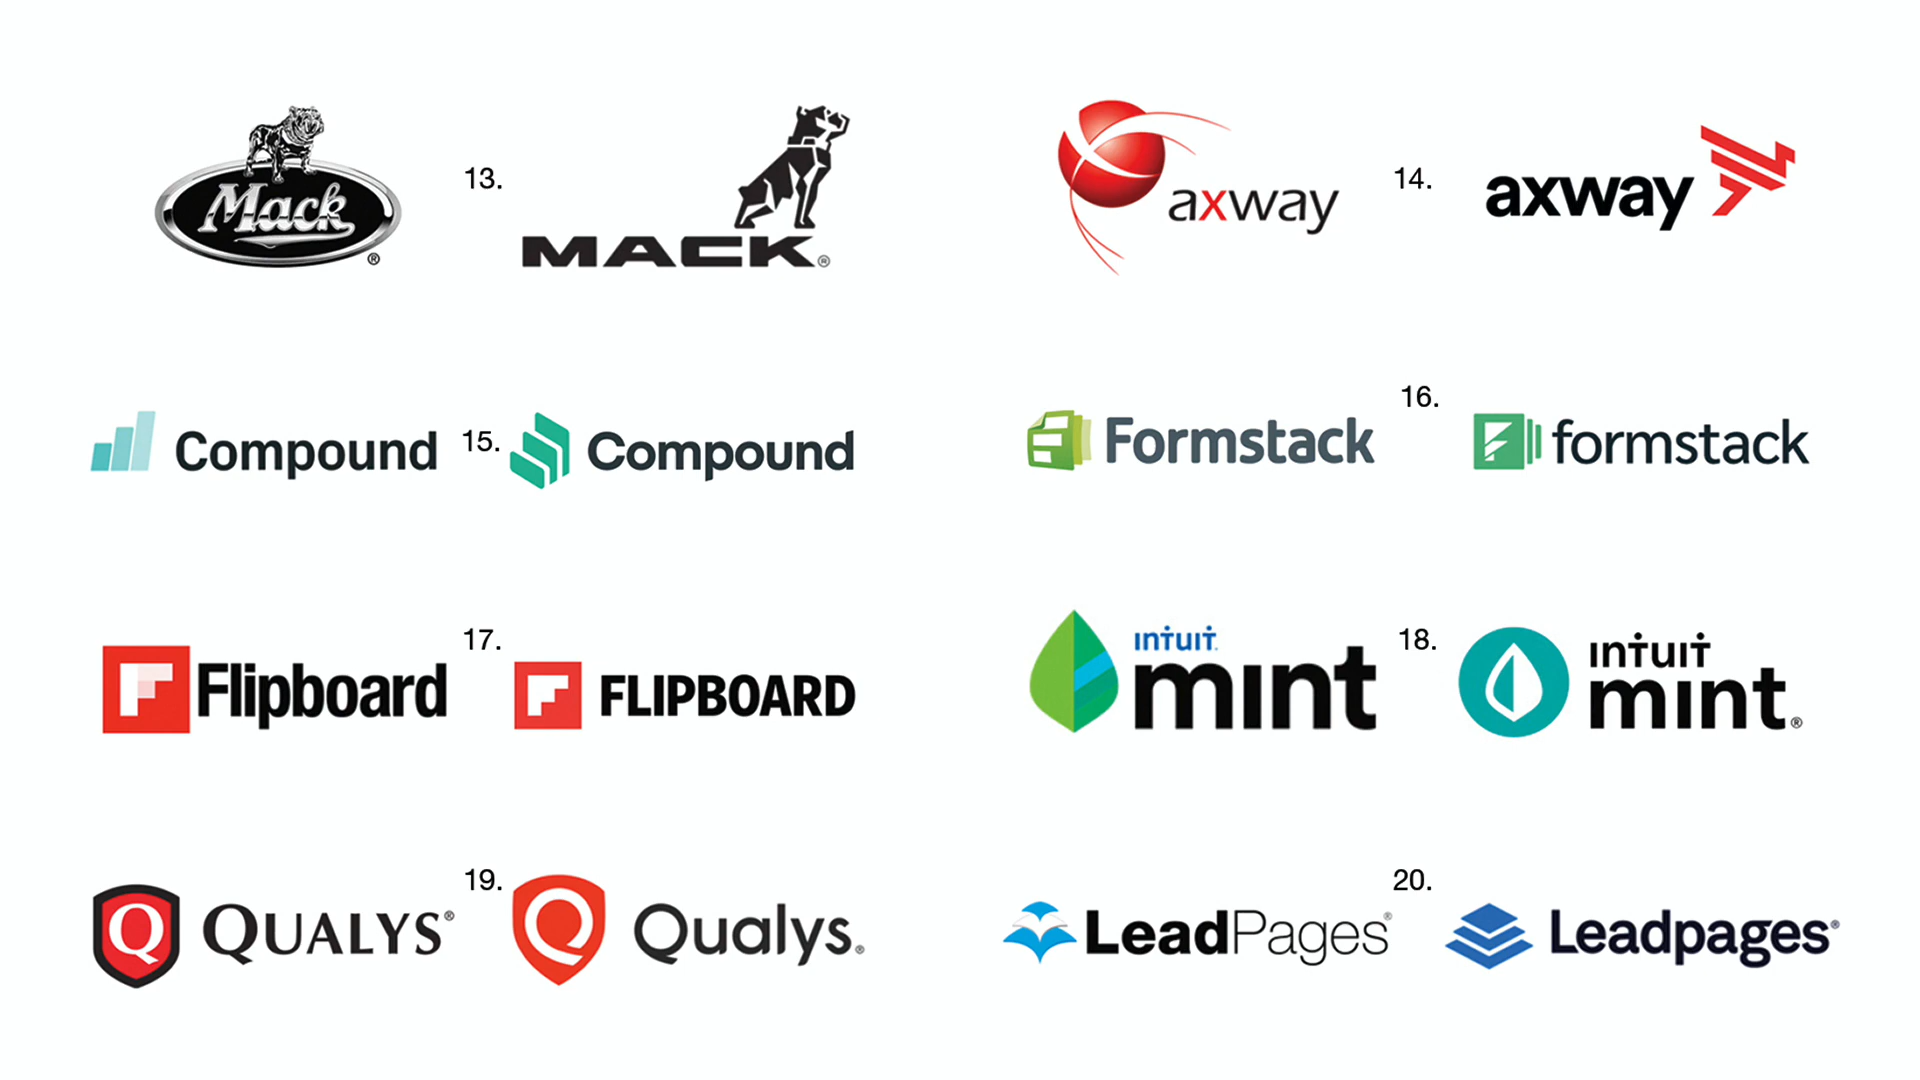 Mack®
13.
MACK®
axway
14.
axway
Compound
15.
Compound
Formstack
16.
formstack
Flipboard
17.
FLIPBOARD
intuit
mint
18.
intuit
mint®
Q QUALYS®
19.
Q Qualys®
LeadPages®
20.
Leadpages®